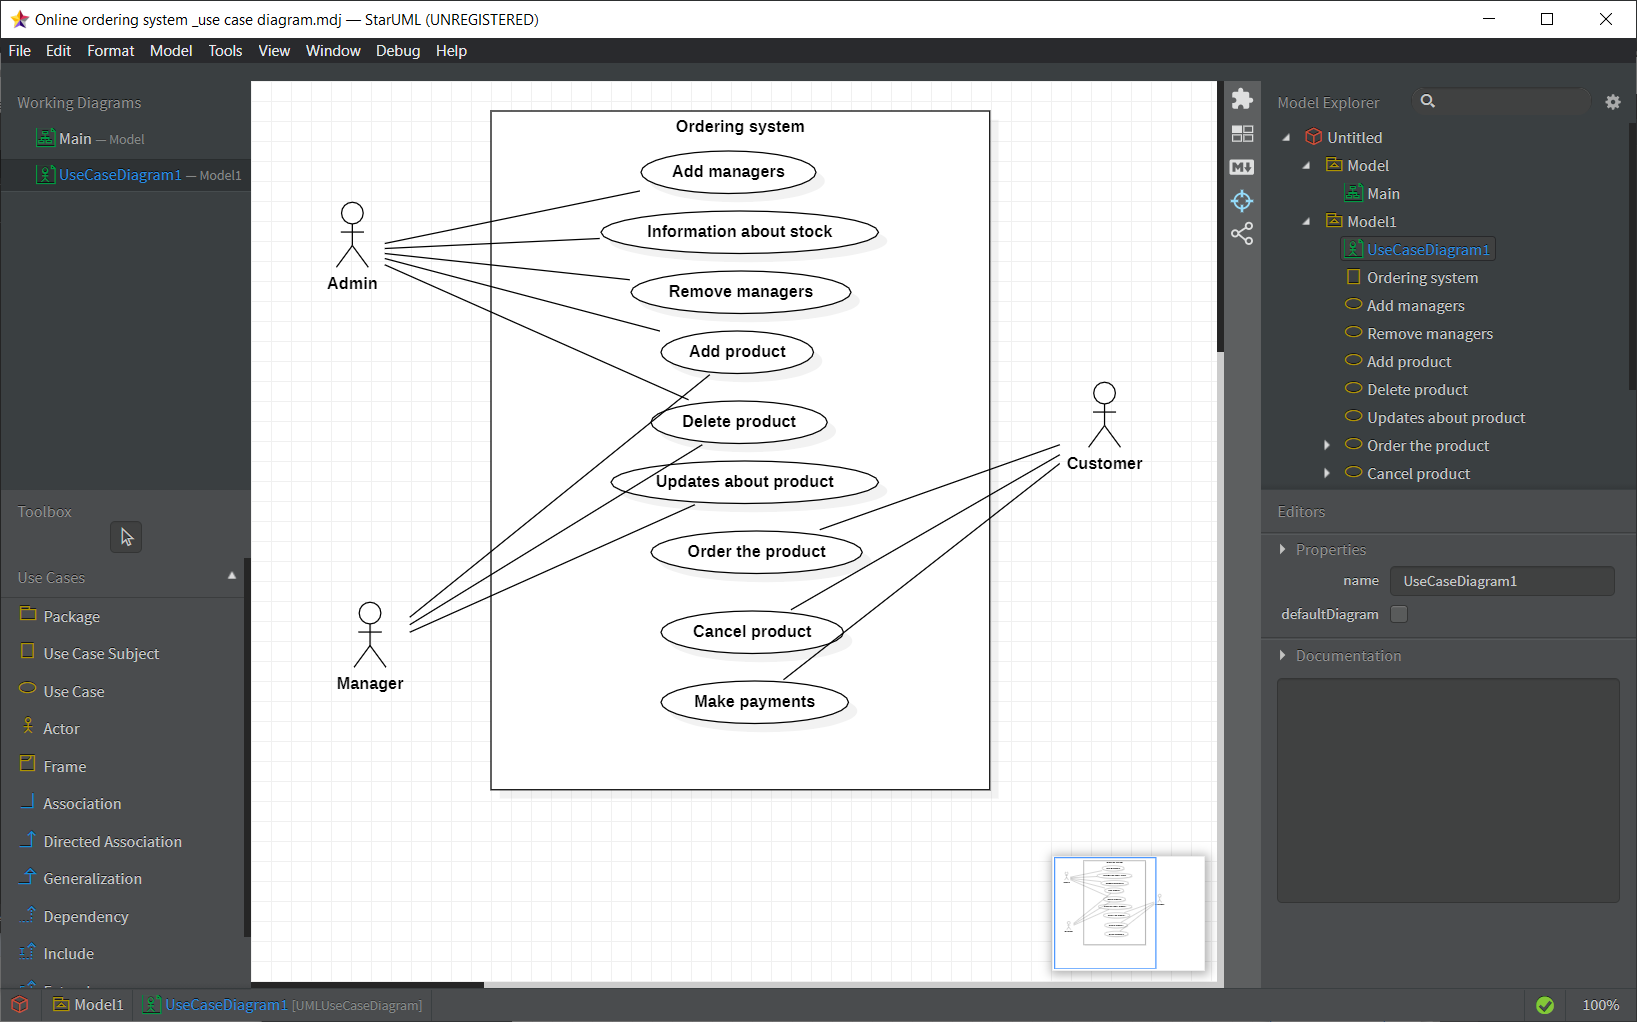 Online ordering system _use case diagram.mdj — StarUML (UNREGISTERED)
File Edit Format Model Tools View Window Debug Help
Working Diagrams
Main — Model
UseCaseDiagram1 — Model1
Toolbox
Use Cases
Package
Use Case Subject
Use Case
Actor
Frame
Association
Directed Association
Generalization
Dependency
Include
Ordering system
Add managers
Information about stock
Remove managers
Add product
Delete product
Updates about product
Order the product
Cancel product
Make payments
Admin
Manager
Customer
Model Explorer
Untitled
Model
Main
Model1
UseCaseDiagram1
Ordering system
Add managers
Remove managers
Add product
Delete product
Updates about product
Order the product
Cancel product
Editors
Properties
name UseCaseDiagram1
defaultDiagram
Documentation
Model1 UseCaseDiagram1 [UMLUseCaseDiagram] 100%